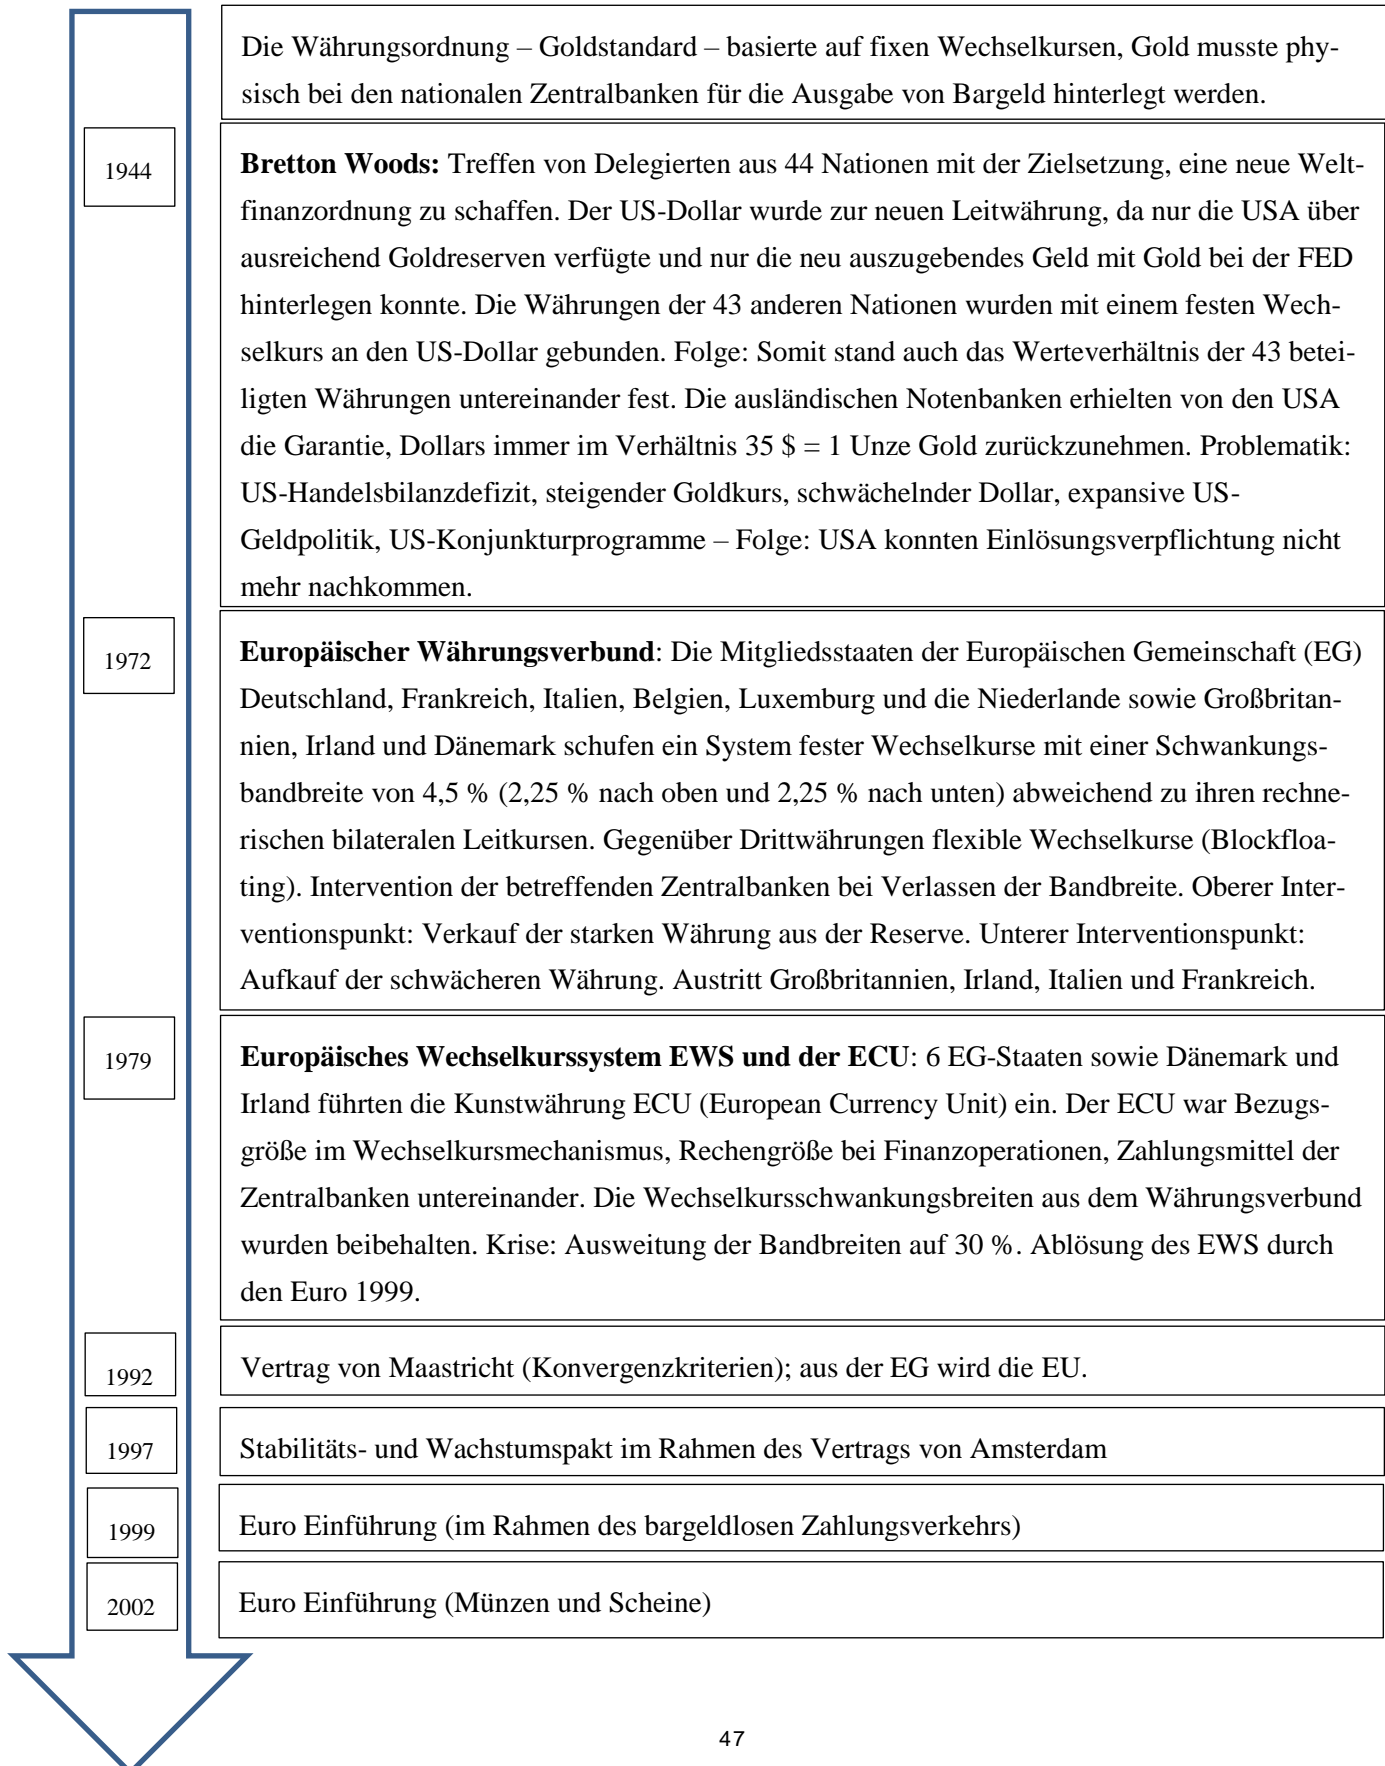 Die Währungsordnung – Goldstandard – basierte auf fixen Wechselkursen, Gold musste phy-
sisch bei den nationalen Zentralbanken für die Ausgabe von Bargeld hinterlegt werden.
1944
Bretton Woods: Treffen von Delegierten aus 44 Nationen mit der Zielsetzung, eine neue Welt-
finanzordnung zu schaffen. Der US-Dollar wurde zur neuen Leitwährung, da nur die USA über
ausreichend Goldreserven verfügte und nur die neu auszugebendes Geld mit Gold bei der FED
hinterlegen konnte. Die Währungen der 43 anderen Nationen wurden mit einem festen Wech-
selkurs an den US-Dollar gebunden. Folge: Somit stand auch das Werteverhältnis der 43 betei-
ligten Währungen untereinander fest. Die ausländischen Notenbanken erhielten von den USA
die Garantie, Dollars immer im Verhältnis 35 $ = 1 Unze Gold zurückzunehmen. Problematik:
US-Handelsbilanzdefizit, steigender Goldkurs, schwächelnder Dollar, expansive US-
Geldpolitik, US-Konjunkturprogramme – Folge: USA konnten Einlösungsverpflichtung nicht
mehr nachkommen.
1972
Europäischer Währungsverbund: Die Mitgliedsstaaten der Europäischen Gemeinschaft (EG)
Deutschland, Frankreich, Italien, Belgien, Luxemburg und die Niederlande sowie Großbritan-
nien, Irland und Dänemark schufen ein System fester Wechselkurse mit einer Schwankungs-
bandbreite von 4,5 % (2,25 % nach oben und 2,25 % nach unten) abweichend zu ihren rechne-
rischen bilateralen Leitkursen. Gegenüber Drittwährungen flexible Wechselkurse (Blockfloa-
ting). Intervention der betreffenden Zentralbanken bei Verlassen der Bandbreite. Oberer Inter-
ventionspunkt: Verkauf der starken Währung aus der Reserve. Unterer Interventionspunkt:
Aufkauf der schwächeren Währung. Austritt Großbritannien, Irland, Italien und Frankreich.
1979
Europäisches Wechselkurssystem EWS und der ECU: 6 EG-Staaten sowie Dänemark und
Irland führten die Kunstwährung ECU (European Currency Unit) ein. Der ECU war Bezugs-
größe im Wechselkursmechanismus, Rechengröße bei Finanzoperationen, Zahlungsmittel der
Zentralbanken untereinander. Die Wechselkursschwankungsbreiten aus dem Währungsverbund
wurden beibehalten. Krise: Ausweitung der Bandbreiten auf 30 %. Ablösung des EWS durch
den Euro 1999.
1992
Vertrag von Maastricht (Konvergenzkriterien); aus der EG wird die EU.
1997
Stabilitäts- und Wachstumspakt im Rahmen des Vertrags von Amsterdam
1999
Euro Einführung (im Rahmen des bargeldlosen Zahlungsverkehrs)
2002
Euro Einführung (Münzen und Scheine)
47